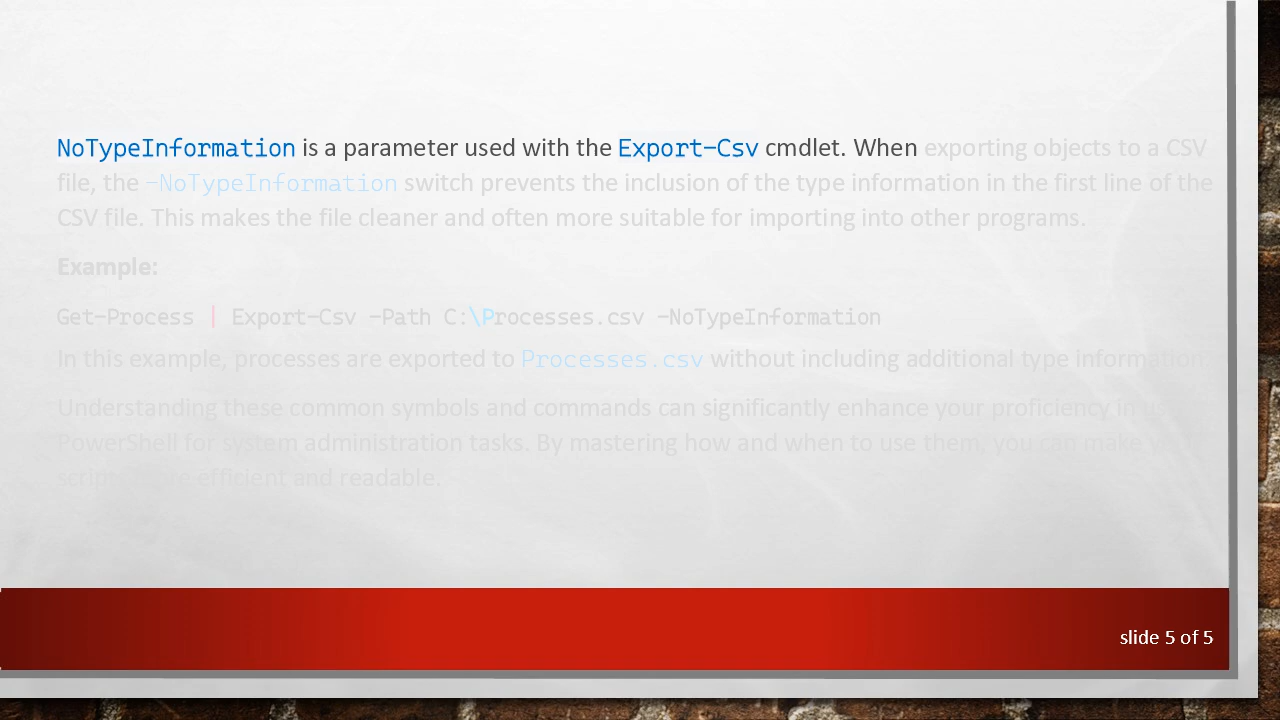 NoTypeInformation is a parameter used with the Export-Csv cmdlet. When exporting objects to a CSV
file, the -NoTypeInformation switch prevents the inclusion of the type information in the first line of the
CSV file. This makes the file cleaner and often more suitable for importing into other programs.
Example:
Get-Process | Export-Csv -Path C:\Processes.csv -NoTypeInformation
In this example, processes are exported to Processes.csv without including additional type information.
Understanding these common symbols and commands can significantly enhance your proficiency in
PowerShell for system administration tasks. By mastering how and when to use them, you can make
efficient and readable.
slide 5 of 5